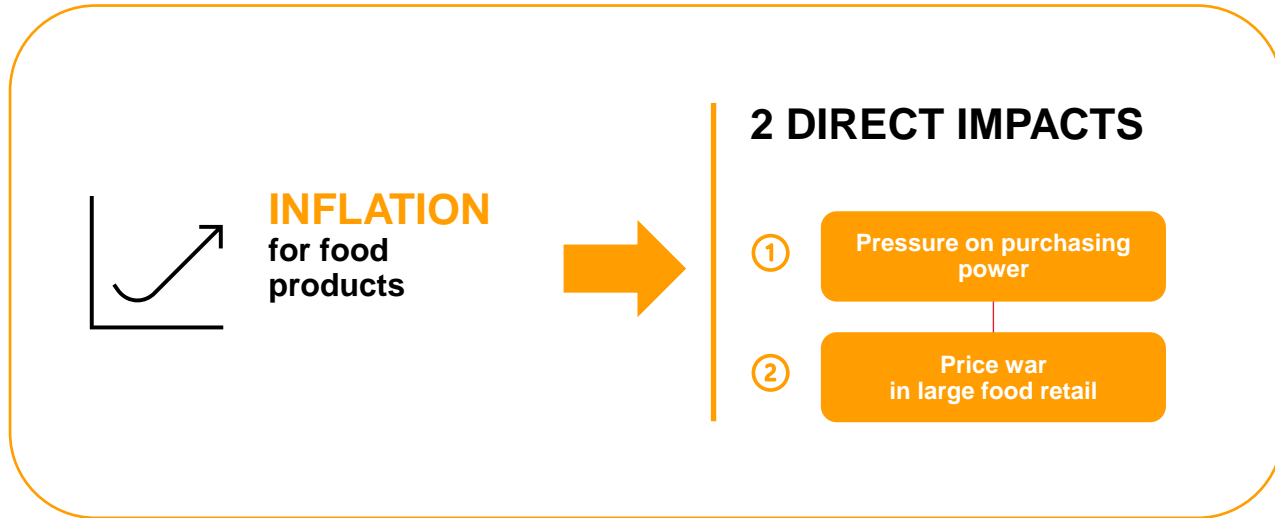 INFLATION
for food
products
2 DIRECT IMPACTS
1
Pressure on purchasing
power
2
Price war
in large food retail